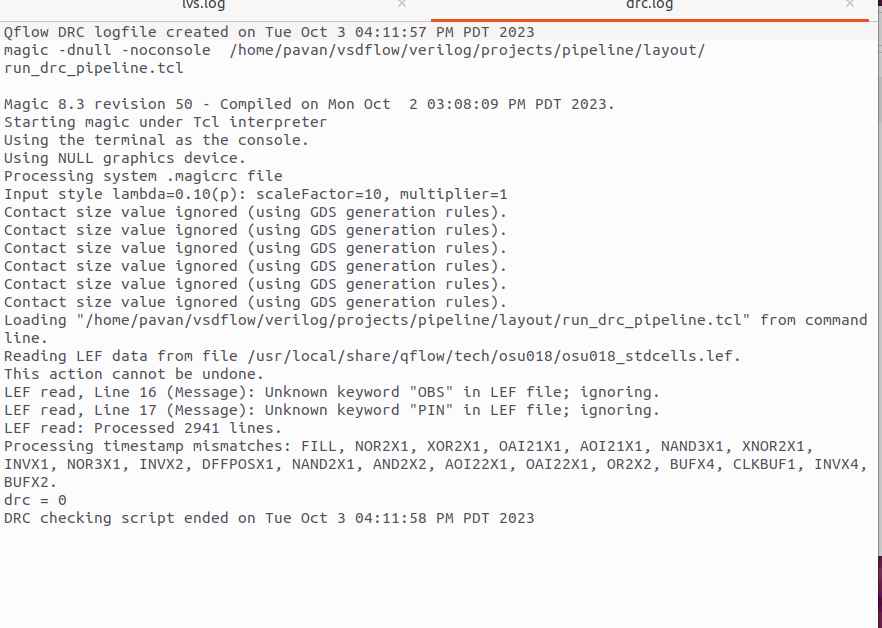 lvs.log
drc.log
Qflow DRC logfile created on Tue Oct 3 04:11:57 PM PDT 2023
magic -dnull -noconsole  /home/pavan/vsdflow/verilog/projects/pipeline/layout/
run_drc_pipeline.tcl
Magic 8.3 revision 50 - Compiled on Mon Oct  2 03:08:09 PM PDT 2023.
Starting magic under Tcl interpreter
Using the terminal as the console.
Using NULL graphics device.
Processing system .magicrc file
Input style lambda=0.10(p): scaleFactor=10, multiplier=1
Contact size value ignored (using GDS generation rules).
Contact size value ignored (using GDS generation rules).
Contact size value ignored (using GDS generation rules).
Contact size value ignored (using GDS generation rules).
Contact size value ignored (using GDS generation rules).
Contact size value ignored (using GDS generation rules).
Loading "/home/pavan/vsdflow/verilog/projects/pipeline/layout/run_drc_pipeline.tcl" from command
line.
Reading LEF data from file /usr/local/share/qflow/tech/osu018/osu018_stdcells.lef.
This action cannot be undone.
LEF read, Line 16 (Message): Unknown keyword "OBS" in LEF file; ignoring.
LEF read, Line 17 (Message): Unknown keyword "PIN" in LEF file; ignoring.
LEF read: Processed 2941 lines.
Processing timestamp mismatches: FILL, NOR2X1, XOR2X1, OAI21X1, AOI21X1, NAND3X1, XNOR2X1,
INVX1, NOR3X1, INVX2, DFFPOSX1, NAND2X1, AND2X2, AOI22X1, OAI22X1, OR2X2, BUFX4, CLKBUF1, INVX4,
BUFX2.
drc = 0
DRC checking script ended on Tue Oct 3 04:11:58 PM PDT 2023